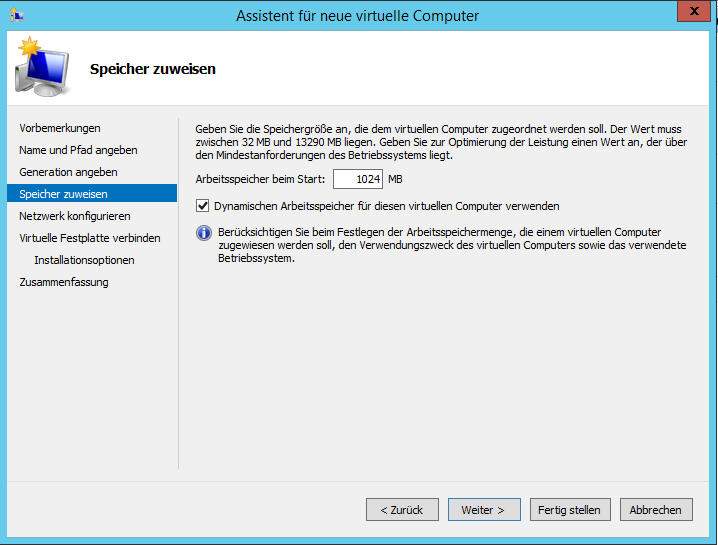 Assistent für neue virtuelle Computer
x
Speicher zuweisen
Vorbemerkungen
Name und Pfad angeben
Generation angeben
Speicher zuweisen
Netzwerk konfigurieren
Virtuelle Festplatte verbinden
Installationsoptionen
Zusammenfassung
Geben Sie die Speichergröße an, die dem virtuellen Computer zugeordnet werden soll. Der Wert muss
zwischen 32 MB und 13290 MB liegen. Geben Sie zur Optimierung der Leistung einen Wert an, der über
den Mindestanforderungen des Betriebssystems liegt.
Arbeitsspeicher beim Start: 1024 MB
Dynamischen Arbeitsspeicher für diesen virtuellen Computer verwenden
Berücksichtigen Sie beim Festlegen der Arbeitsspeichermenge, die einem virtuellen Computer
zugewiesen werden soll, den Verwendungszweck des virtuellen Computers sowie das verwendete
Betriebssystem.
< Zurück
Weiter >
Fertig stellen
Abbrechen